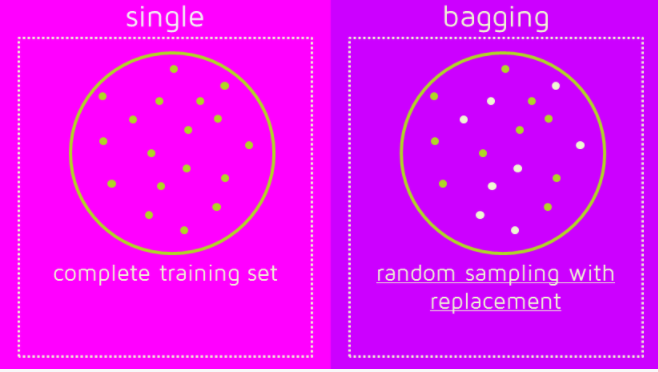 single
complete training set
bagging
random sampling with
replacement